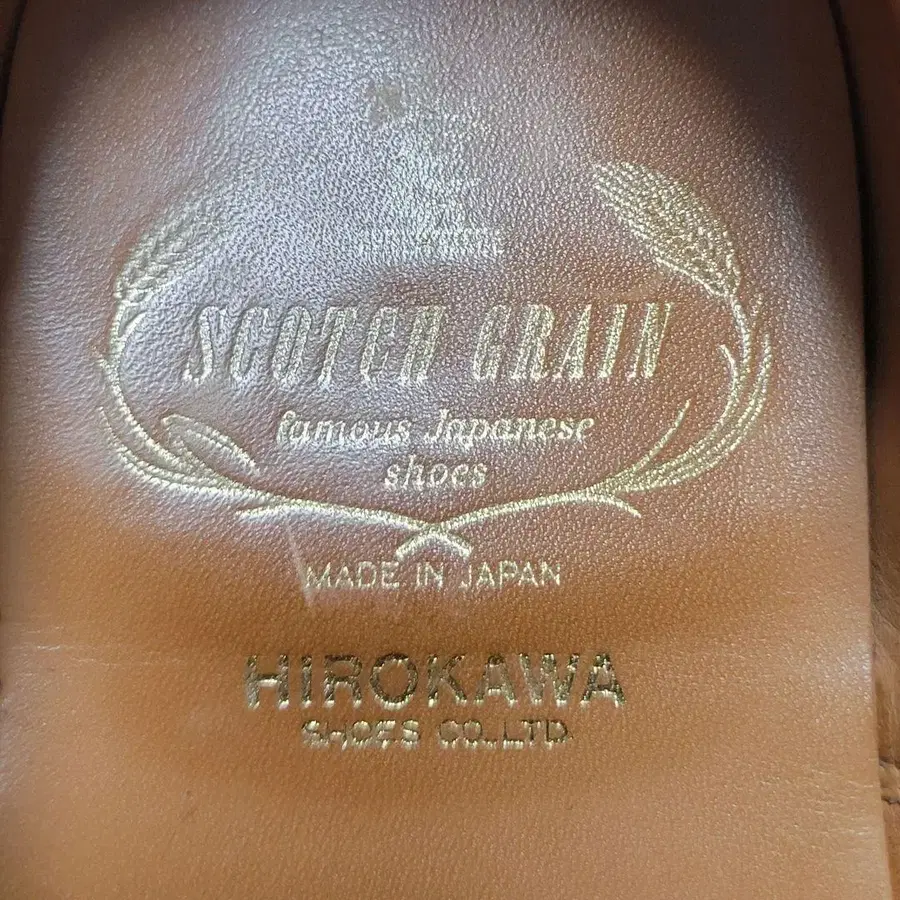 SCOTCH GRAIN
famous Japanese
shoes
MADE IN JAPAN
HIROKAWA
SHOES CO.,LTD.